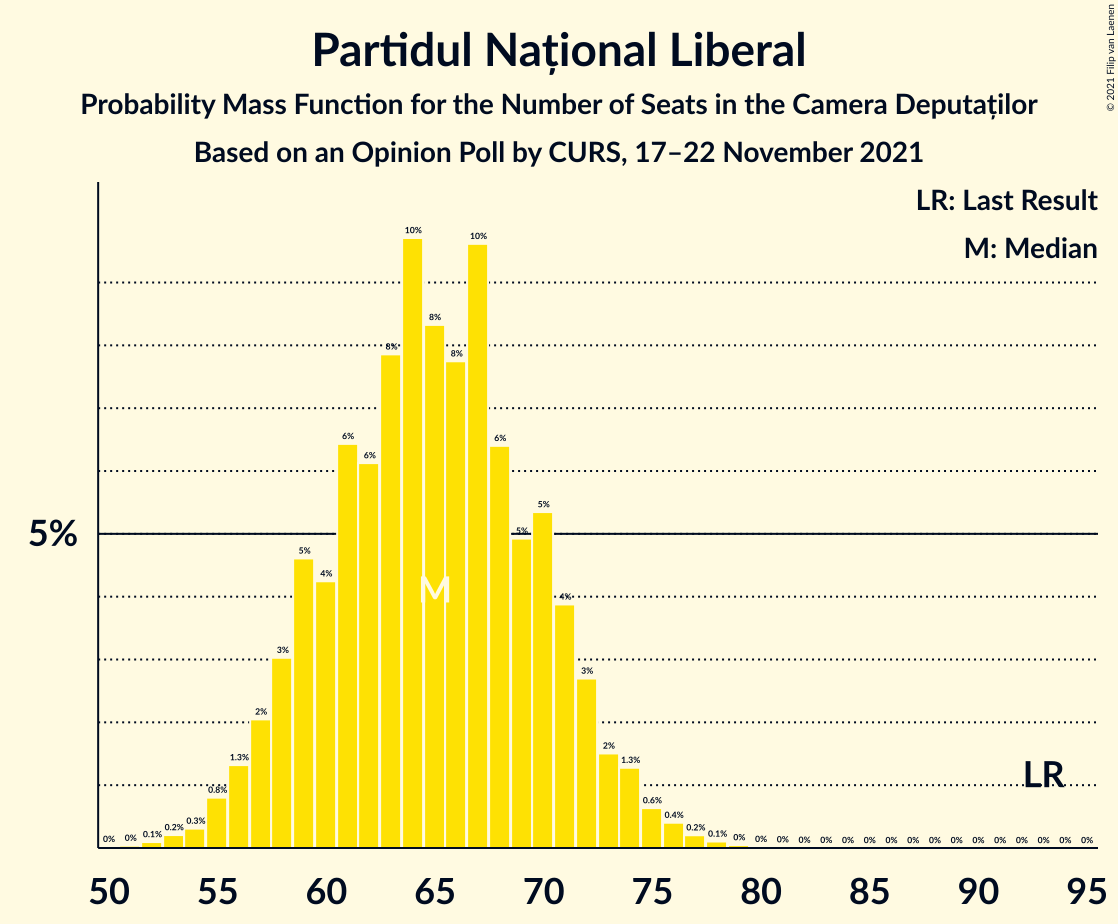 Partidul Național Liberal
Probability Mass Function for the Number of Seats in the Camera Deputaților
Based on an Opinion Poll by CURS, 17–22 November 2021
© 2021 Filip van Laenen
LR: Last Result
M: Median
5%
0% 0% 0.1% 0.2% 0.3% 0.8% 1.3% 2% 3% 5% 4% 6% 6% 8% 10% 8% 8% 10% 6% 5% 5% 4% 3% 2% 1.3% 0.6% 0.4% 0.2% 0.1% 0% 0% 0% 0% 0% 0% 0% 0% 0% 0% 0% 0% 0% 0% 0% 0% 0%
M
LR
50 55 60 65 70 75 80 85 90 95